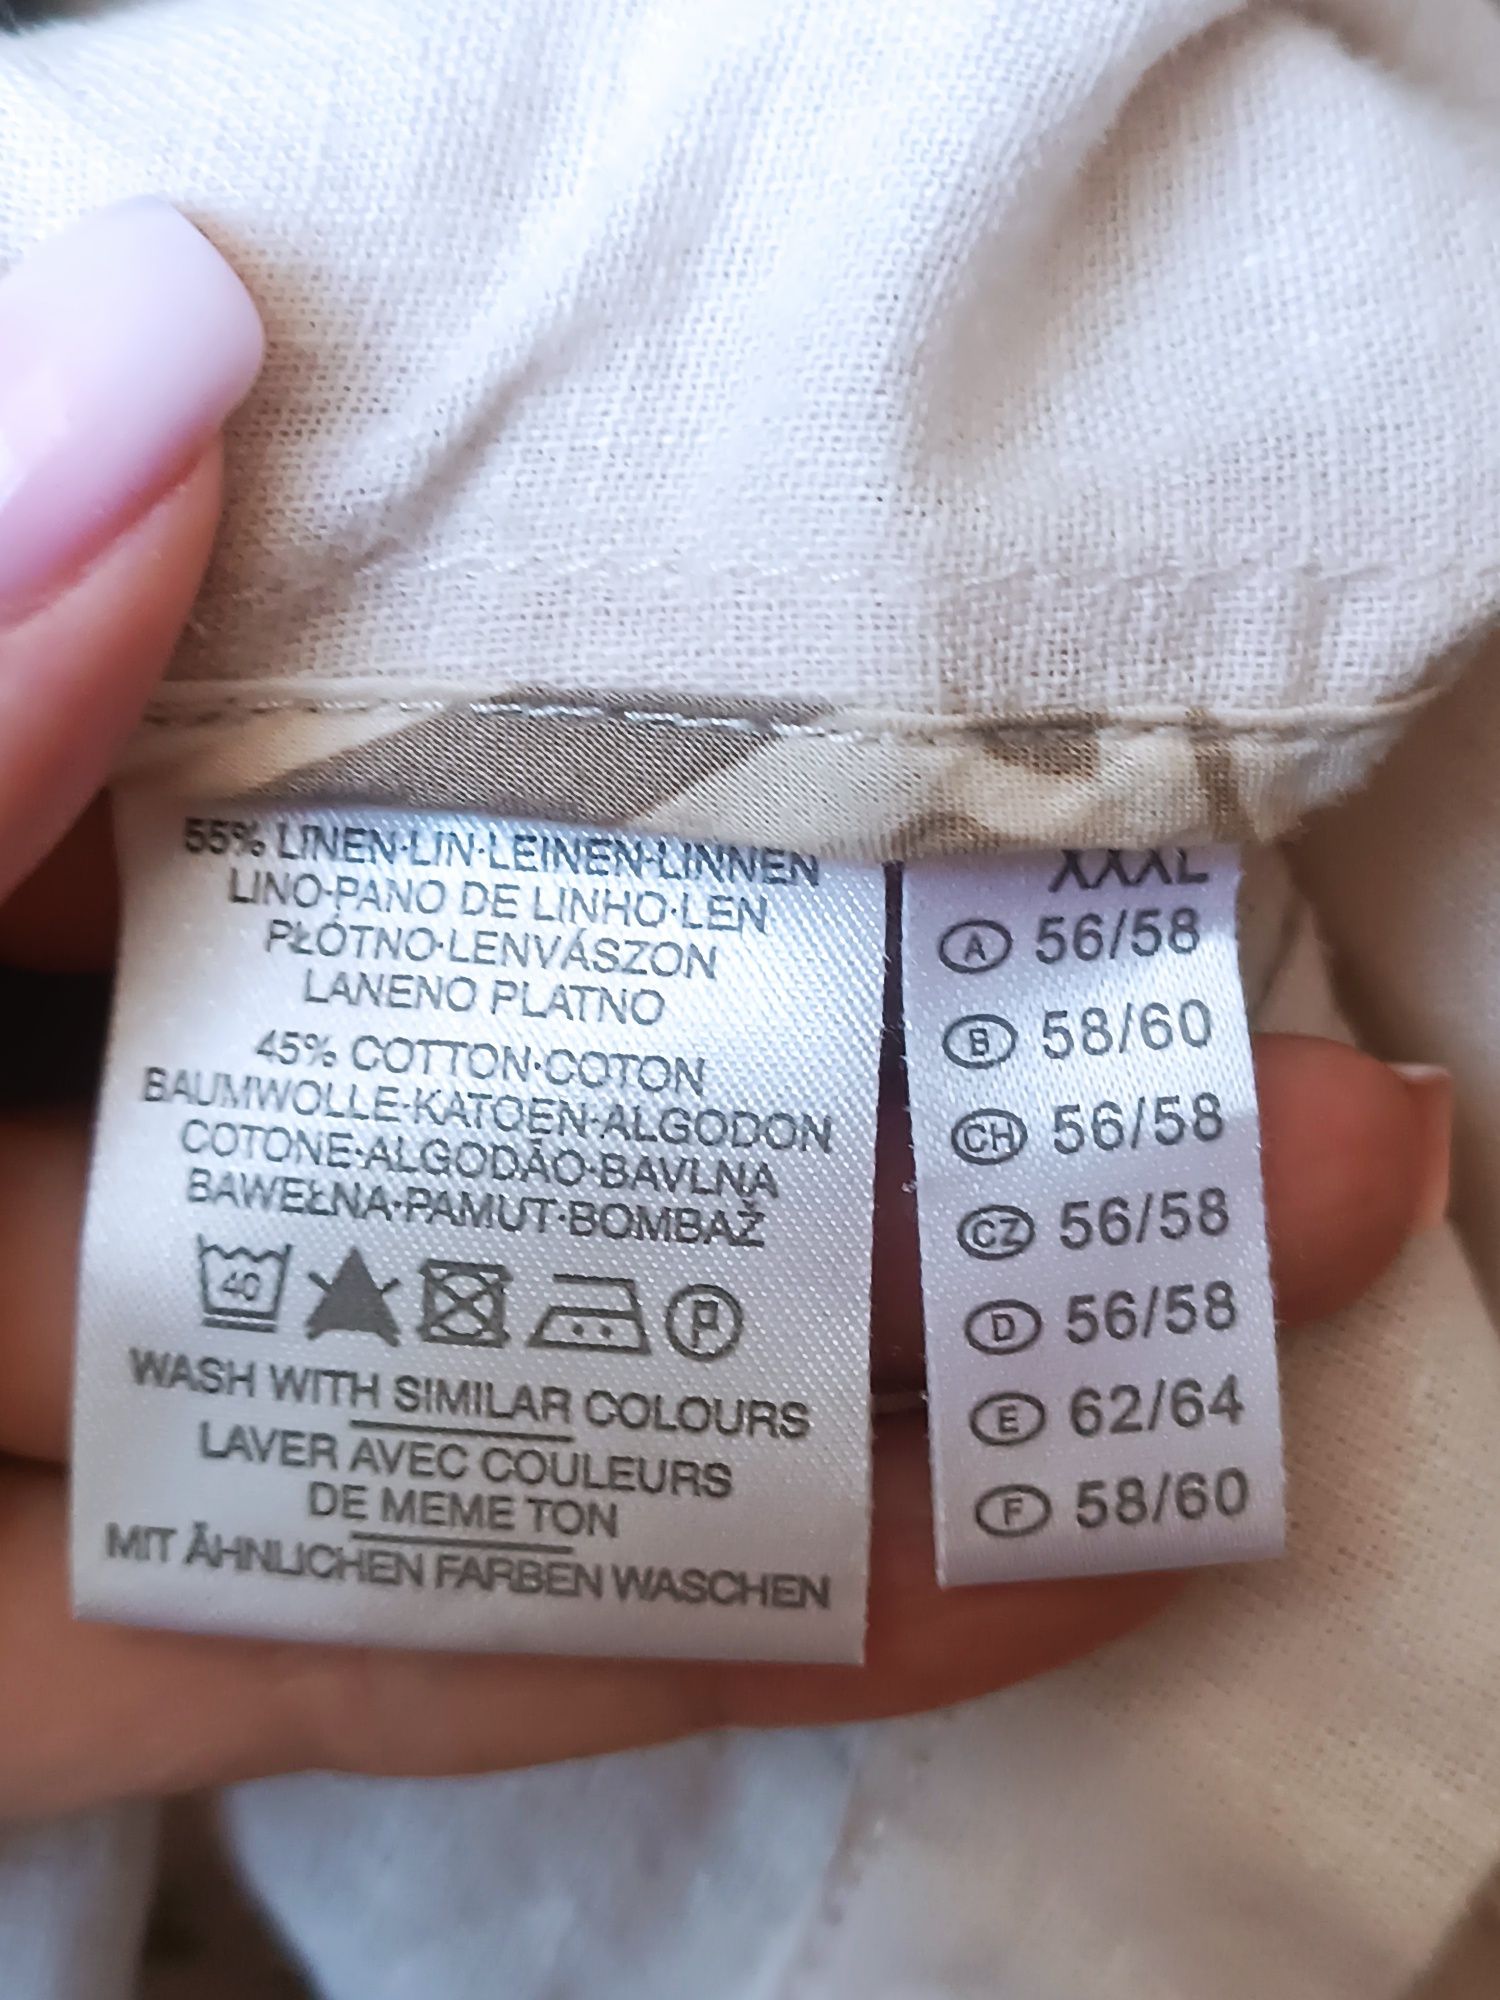 55% LINEN·LIN·LEINEN·LINNEN
LINO·PANO DE LINHO·LEN
PŁÓTNO·LENVÁSZON
LANENO PLATNO
45% COTTON·COTON
BAUMWOLLE·KATOEN·ALGODON
COTONE·ALGODÃO·BAVLNA
BAWEŁNA·PAMUT·BOMBAŽ
40
P
WASH WITH SIMILAR COLOURS
LAVER AVEC COULEURS
DE MEME TON
MIT ÄHNLICHEN FARBEN WASCHEN
XXXL
A 56/58
B 58/60
CH 56/58
CZ 56/58
D 56/58
E 62/64
F 58/60